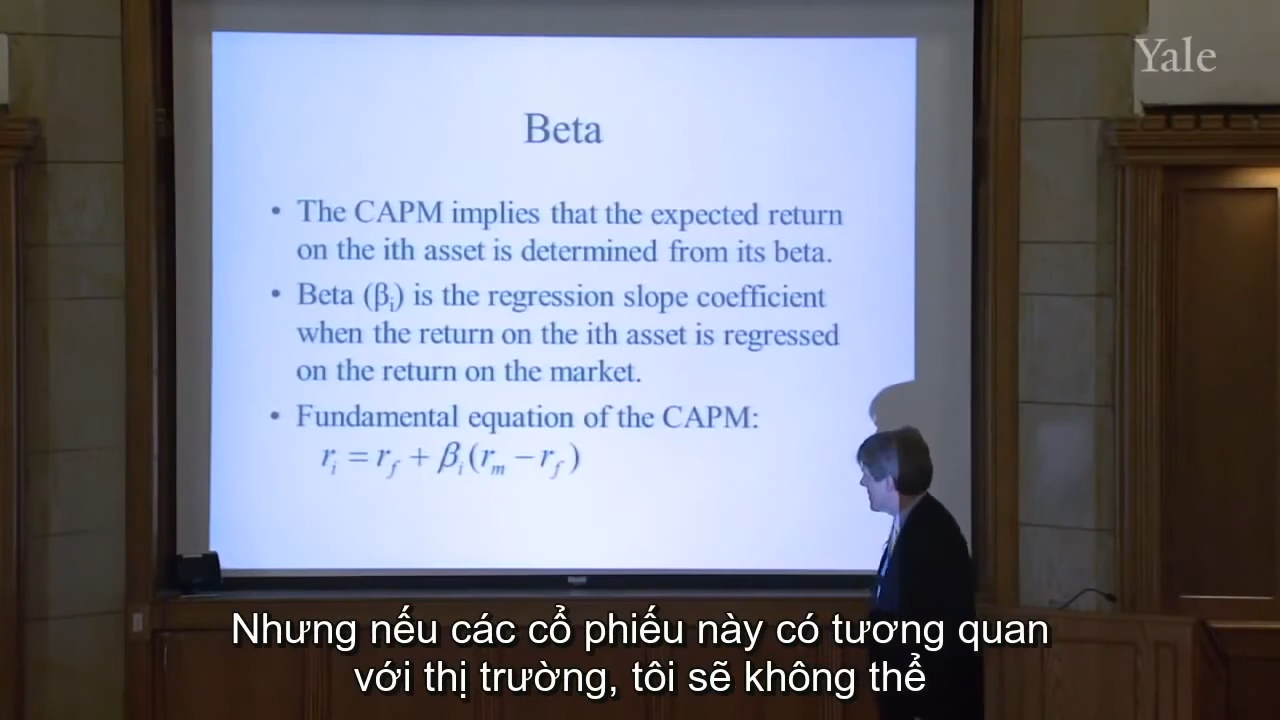 Yale
Beta
• The CAPM implies that the expected return
on the ith asset is determined from its beta.
• Beta (βᵢ) is the regression slope coefficient
when the return on the ith asset is regressed
on the return on the market.
• Fundamental equation of the CAPM:
rᵢ = r_f + βᵢ(r_m − r_f)
Nhưng nếu các cổ phiếu này có tương quan
với thị trường, tôi sẽ không thể